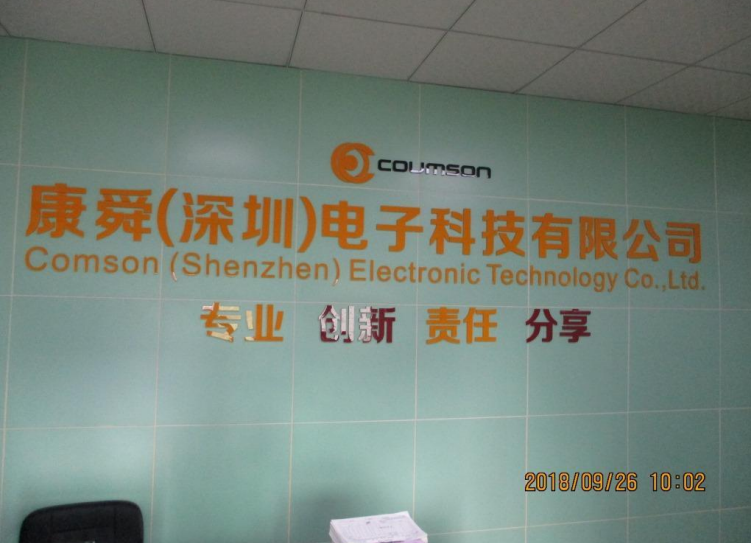 coumson
康舜(深圳)电子科技有限公司
Comson (Shenzhen) Electronic Technology Co.,Ltd.
专业 创新 责任 分享
2018/09/26 10:02